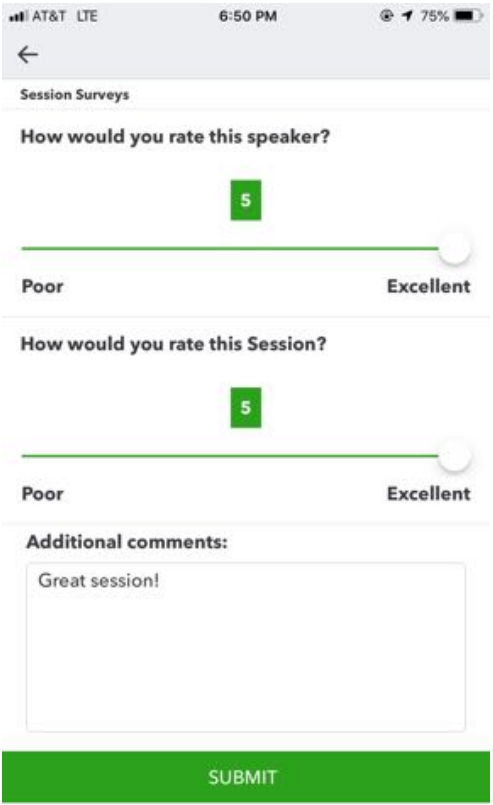 AT&T LTE 6:50 PM 75%
Session Surveys
How would you rate this speaker?
5
Poor Excellent
How would you rate this Session?
5
Poor Excellent
Additional comments:
Great session!
SUBMIT